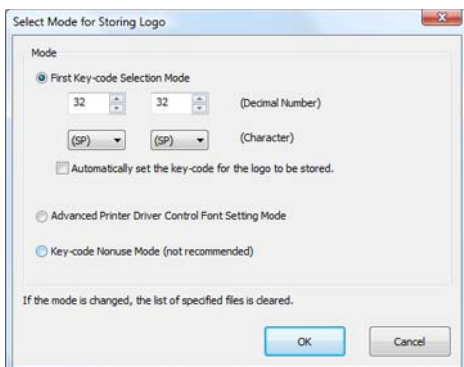 Select Mode for Storing Logo
Mode
First Key-code Selection Mode
32 32 (Decimal Number)
(SP) (SP) (Character)
Automatically set the key-code for the logo to be stored.
Advanced Printer Driver Control Font Setting Mode
Key-code Nonuse Mode (not recommended)
If the mode is changed, the list of specified files is cleared.
OK Cancel